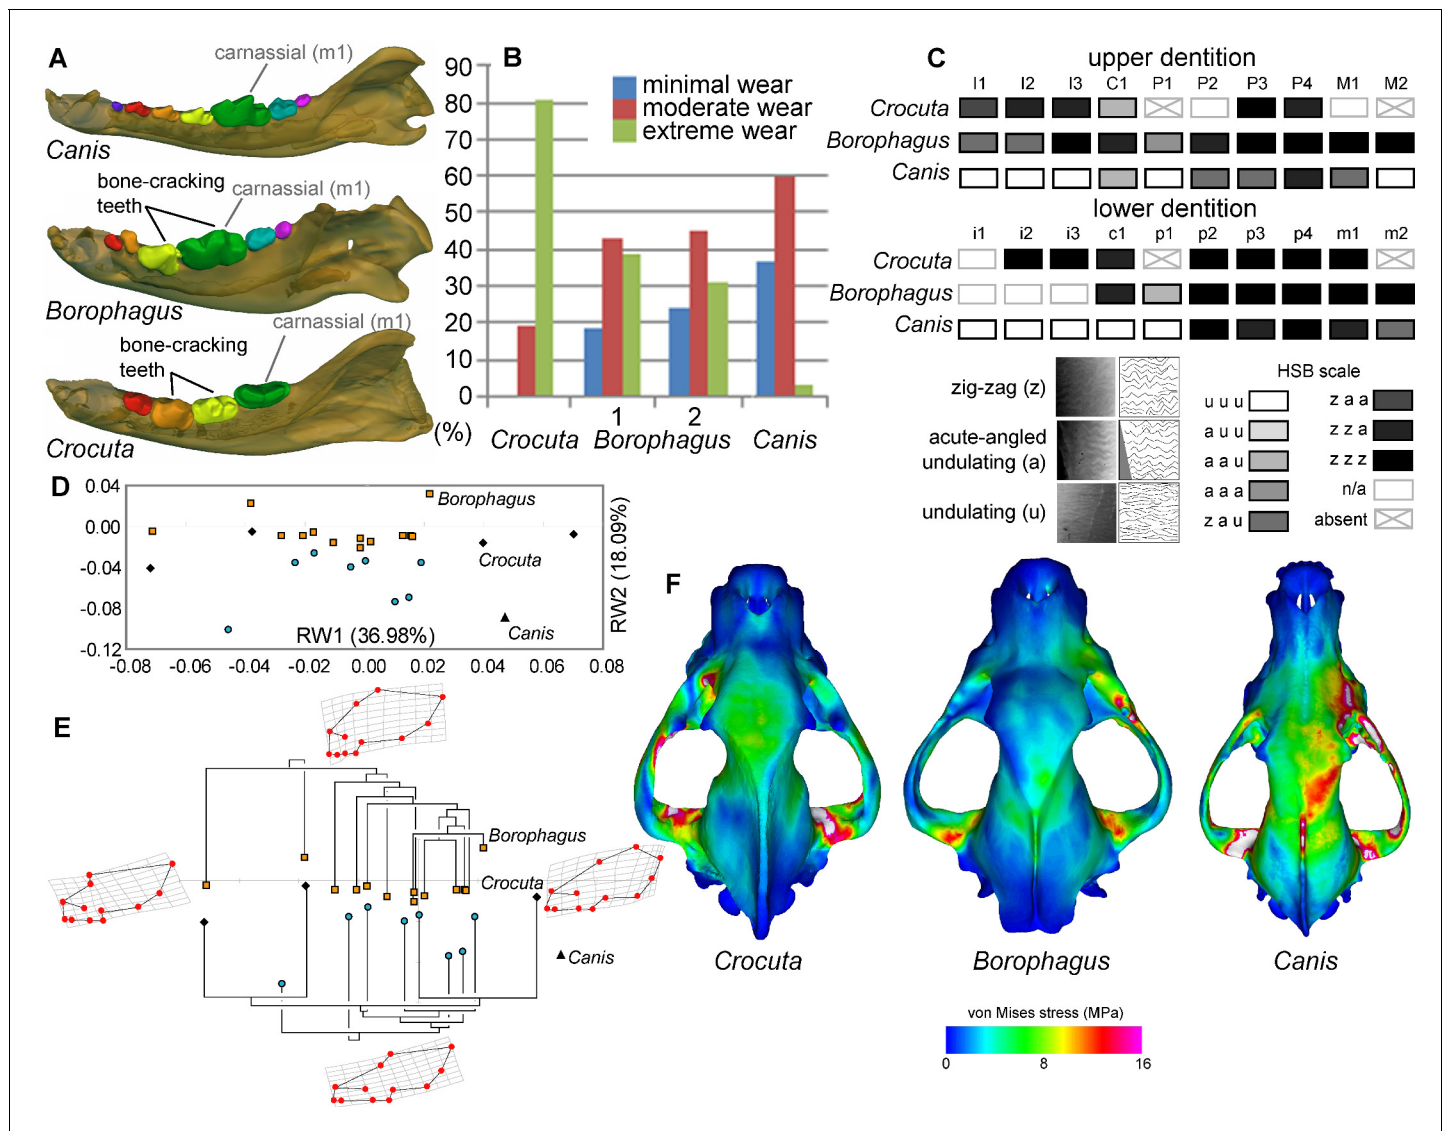 A
carnassial (m1)
Canis
bone-cracking
teeth
carnassial (m1)
Borophagus
carnassial (m1)
bone-cracking
teeth
Crocuta
B
90
80
70
60
50
40
30
20
10
0
(%)
minimal wear
moderate wear
extreme wear
1 2
Crocuta Borophagus Canis
C
upper dentition
I1 I2 I3 C1 P1 P2 P3 P4 M1 M2
Crocuta
Borophagus
Canis
lower dentition
i1 i2 i3 c1 p1 p2 p3 p4 m1 m2
Crocuta
Borophagus
Canis
zig-zag (z)
acute-angled
undulating (a)
undulating (u)
HSB scale
u u u
a u u
a a u
a a a
z a u
z a a
z z a
z z z
n/a
absent
D
0.04
0.00
-0.04
-0.08
-0.12
-0.08 -0.06 -0.04 -0.02 0.00 0.02 0.04 0.06 0.08
Borophagus
Crocuta
Canis
RW1 (36.98%)
RW2 (18.09%)
E
Borophagus
Crocuta
Canis
F
Crocuta Borophagus Canis
von Mises stress (MPa)
0 8 16